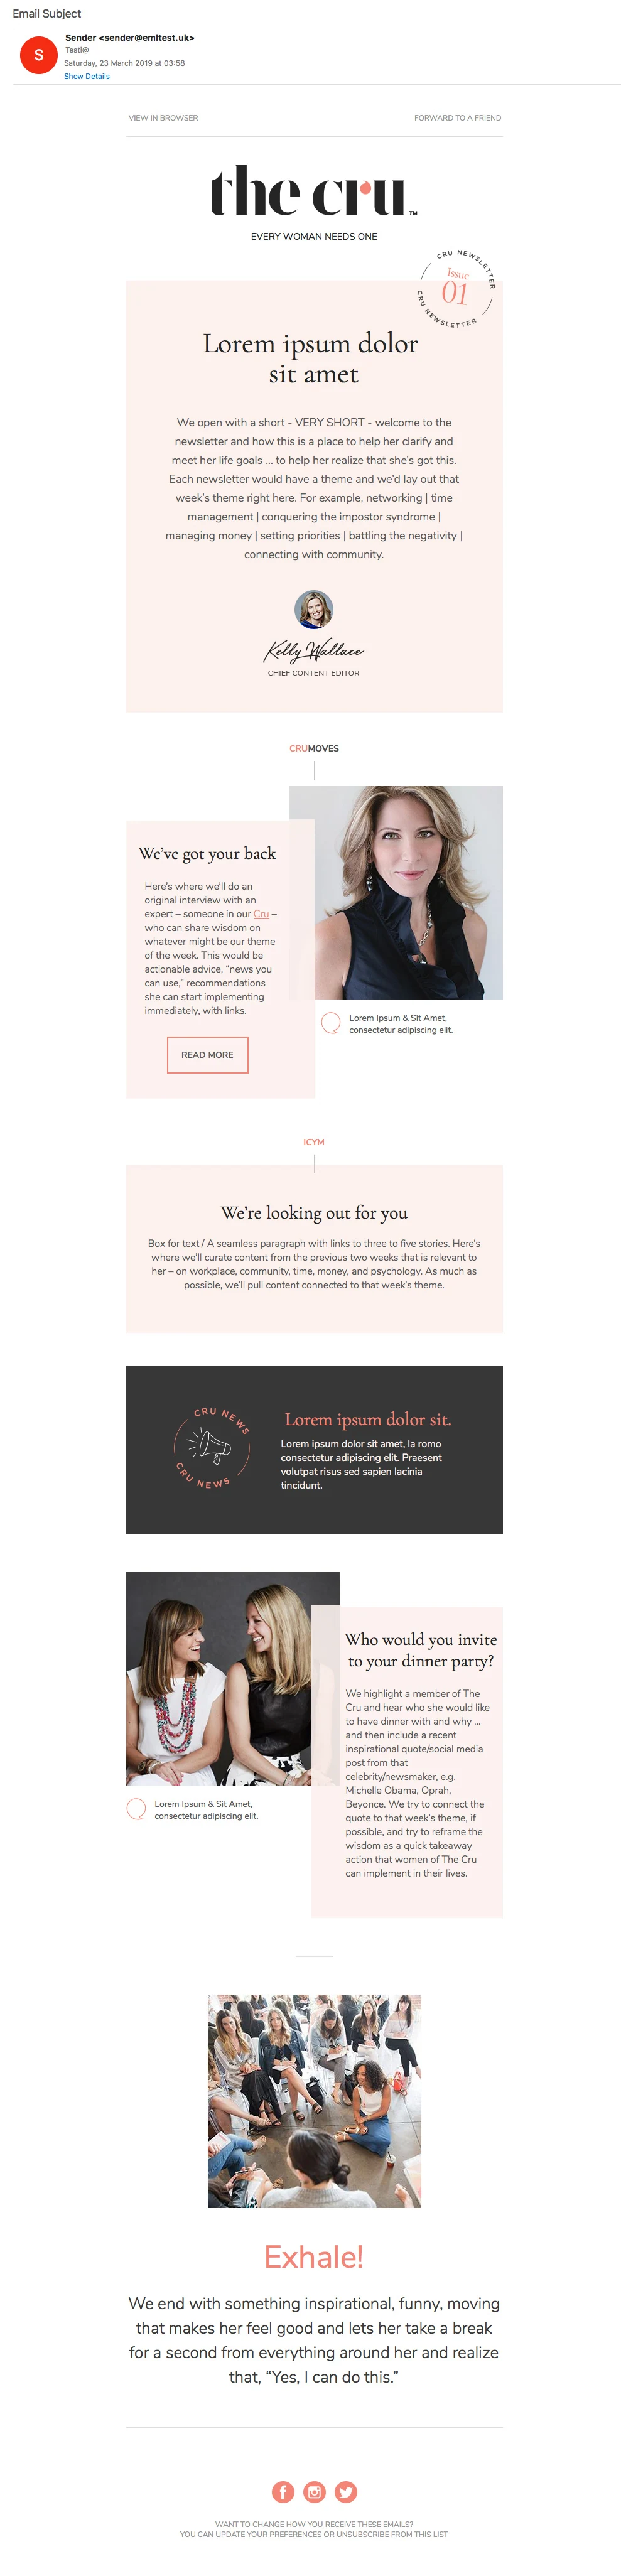 Email Subject
S
Sender <sender@emltest.uk>
Testi@
Saturday, 23 March 2019 at 03:58
Show Details
VIEW IN BROWSER
FORWARD TO A FRIEND
the cru™
EVERY WOMAN NEEDS ONE
CRU NEWSLETTER
Issue
01
CRU NEWSLETTER
Lorem ipsum dolor
sit amet
We open with a short - VERY SHORT - welcome to the
newsletter and how this is a place to help her clarify and
meet her life goals ... to help her realize that she's got this.
Each newsletter would have a theme and we'd lay out that
week's theme right here. For example, networking | time
management | conquering the impostor syndrome |
managing money | setting priorities | battling the negativity |
connecting with community.
Kelly Wallace
CHIEF CONTENT EDITOR
CRUMOVES
We've got your back
Here's where we'll do an
original interview with an
expert – someone in our Cru –
who can share wisdom on
whatever might be our theme
of the week. This would be
actionable advice, "news you
can use," recommendations
she can start implementing
immediately, with links.
READ MORE
Lorem Ipsum & Sit Amet,
consectetur adipiscing elit.
ICYM
We're looking out for you
Box for text / A seamless paragraph with links to three to five stories. Here's
where we'll curate content from the previous two weeks that is relevant to
her – on workplace, community, time, money, and psychology. As much as
possible, we'll pull content connected to that week's theme.
CRU NEWS
CRU NEWS
Lorem ipsum dolor sit.
Lorem ipsum dolor sit amet, la romo
consectetur adipiscing elit. Praesent
volutpat risus sed sapien lacinia
tincidunt.
Who would you invite
to your dinner party?
We highlight a member of The
Cru and hear who she would like
to have dinner with and why ...
and then include a recent
inspirational quote/social media
post from that
celebrity/newsmaker, e.g.
Michelle Obama, Oprah,
Beyonce. We try to connect the
quote to that week's theme, if
possible, and try to reframe the
wisdom as a quick takeaway
action that women of The Cru
can implement in their lives.
Lorem Ipsum & Sit Amet,
consectetur adipiscing elit.
Exhale!
We end with something inspirational, funny, moving
that makes her feel good and lets her take a break
for a second from everything around her and realize
that, "Yes, I can do this."
WANT TO CHANGE HOW YOU RECEIVE THESE EMAILS?
YOU CAN UPDATE YOUR PREFERENCES OR UNSUBSCRIBE FROM THIS LIST